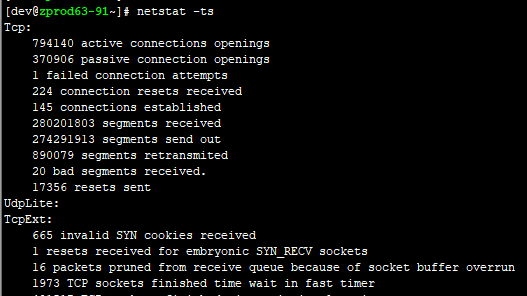 [dev@zprod63-91~]# netstat -ts
Tcp:
794140 active connections openings
370906 passive connection openings
1 failed connection attempts
224 connection resets received
145 connections established
280201803 segments received
274291913 segments send out
890079 segments retransmited
20 bad segments received.
17356 resets sent
UdpLite:
TcpExt:
665 invalid SYN cookies received
1 resets received for embryonic SYN_RECV sockets
16 packets pruned from receive queue because of socket buffer overrun
1973 TCP sockets finished time wait in fast timer